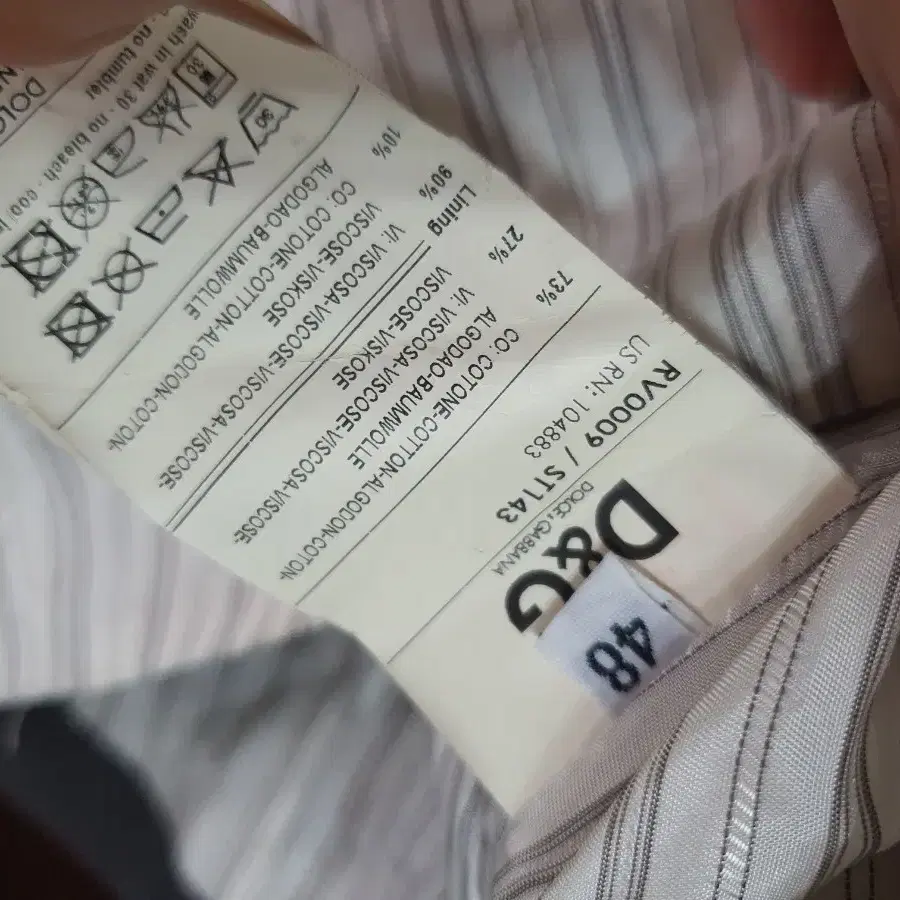 D&G
DOLCE & GABBANA
48
RV0009 / ST143
US RN: 104883
73%
CO: COTONE-COTTON-ALGODON-COTON-
ALGODAO-BAUMWOLLE
27%
VI: VISCOSA-VISCOSE-VISCOSA-VISCOSE-
VISCOSE-VISKOSE
Lining
90%
VI: VISCOSA-VISCOSE-VISCOSA-VISCOSE-
VISCOSE-VISKOSE
10%
CO: COTONE-COTTON-ALGODON-COTON-
ALGODAO-BAUMWOLLE
30
30
wash in wat 30 · no bleach · cool
no tumbler
DOLC